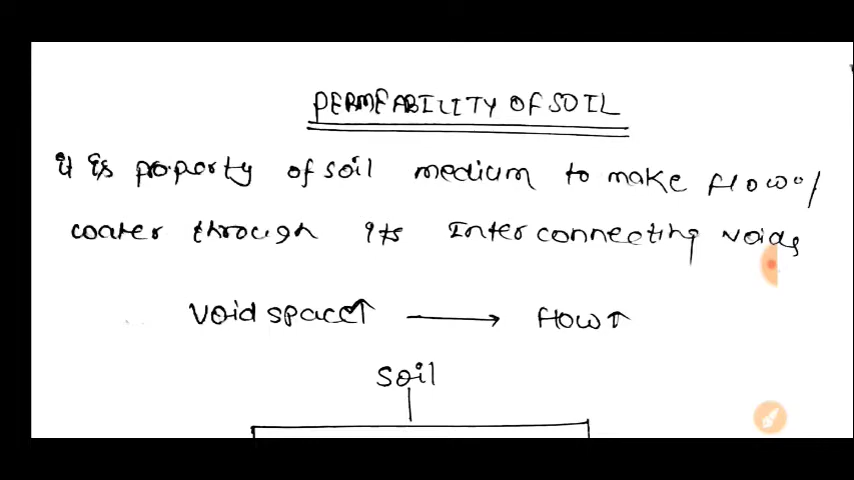 PERMEABILITY OF SOIL
it is property of soil medium to make flow of
water through its Interconnecting voids
Void space↑ → flow↑
Soil